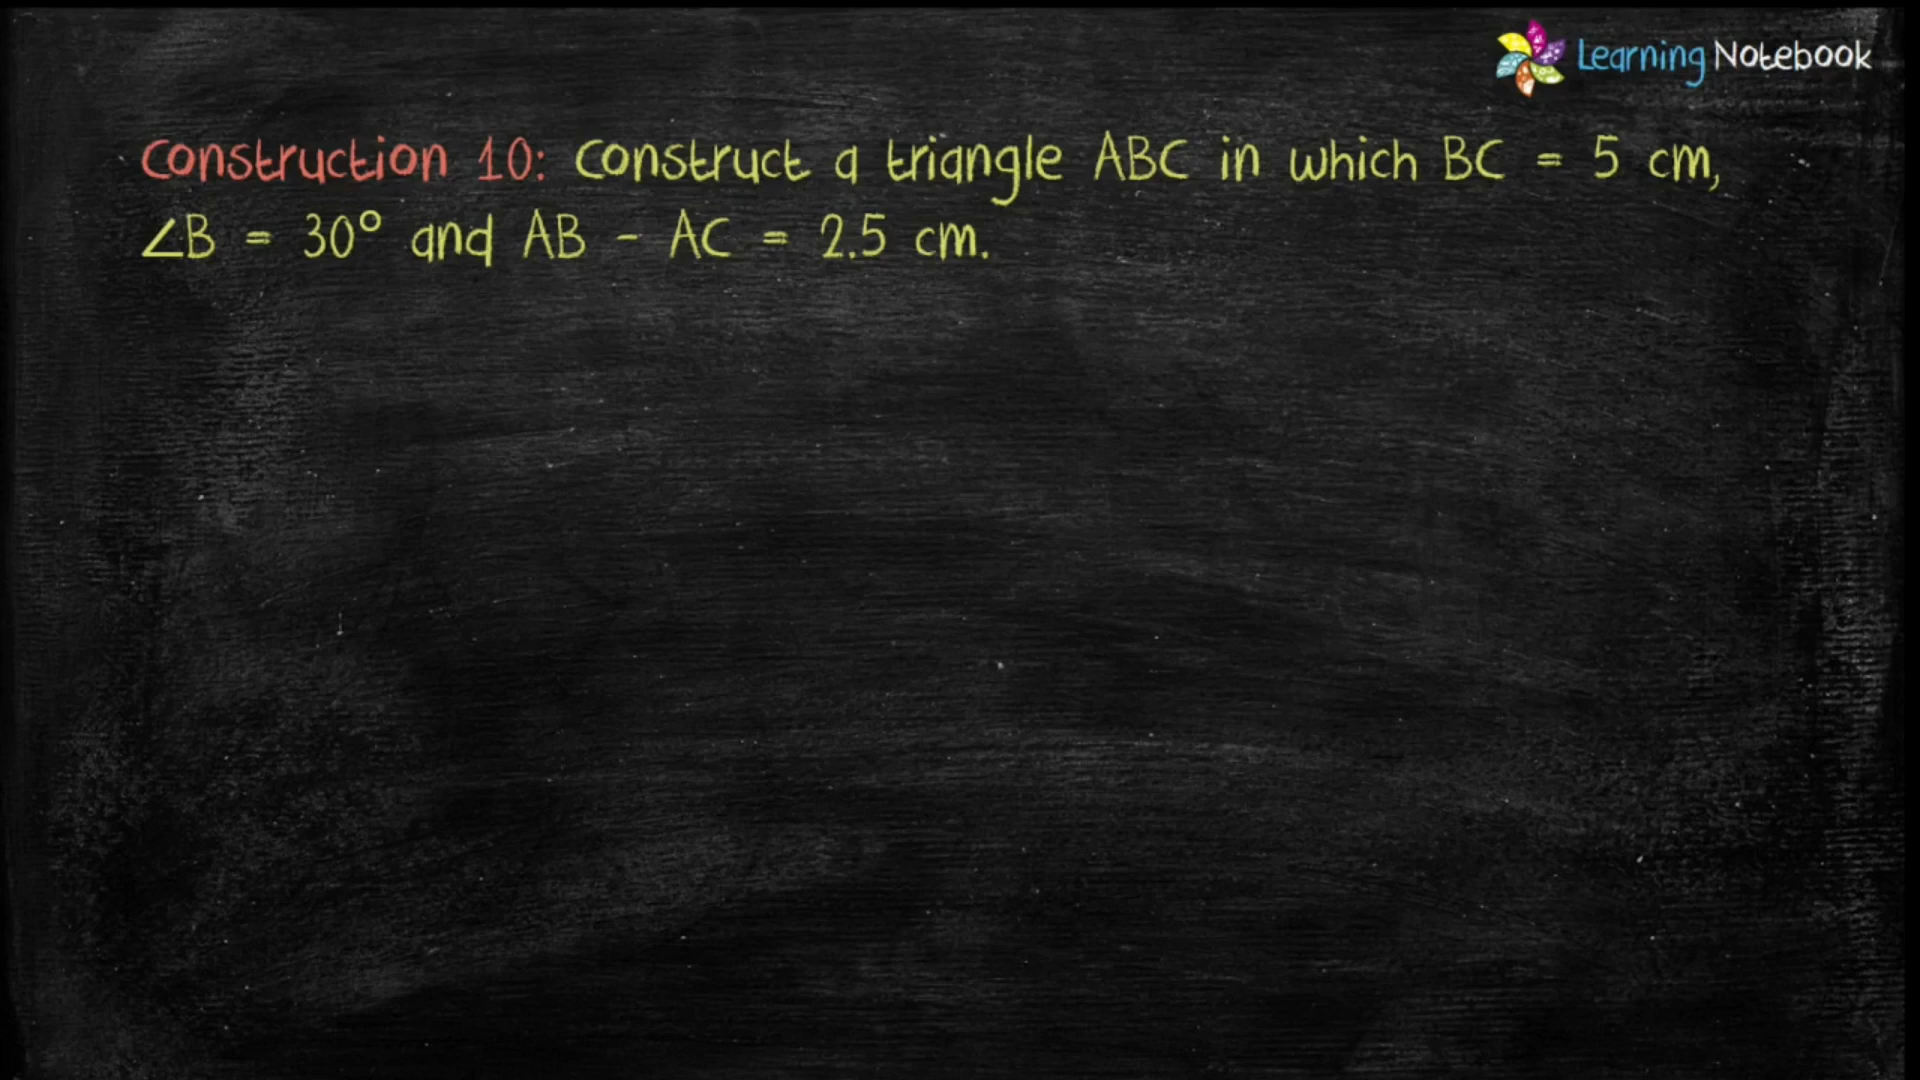 Learning Notebook
Construction 10: Construct a triangle ABC in which BC = 5 cm,
∠B = 30° and AB - AC = 2.5 cm.